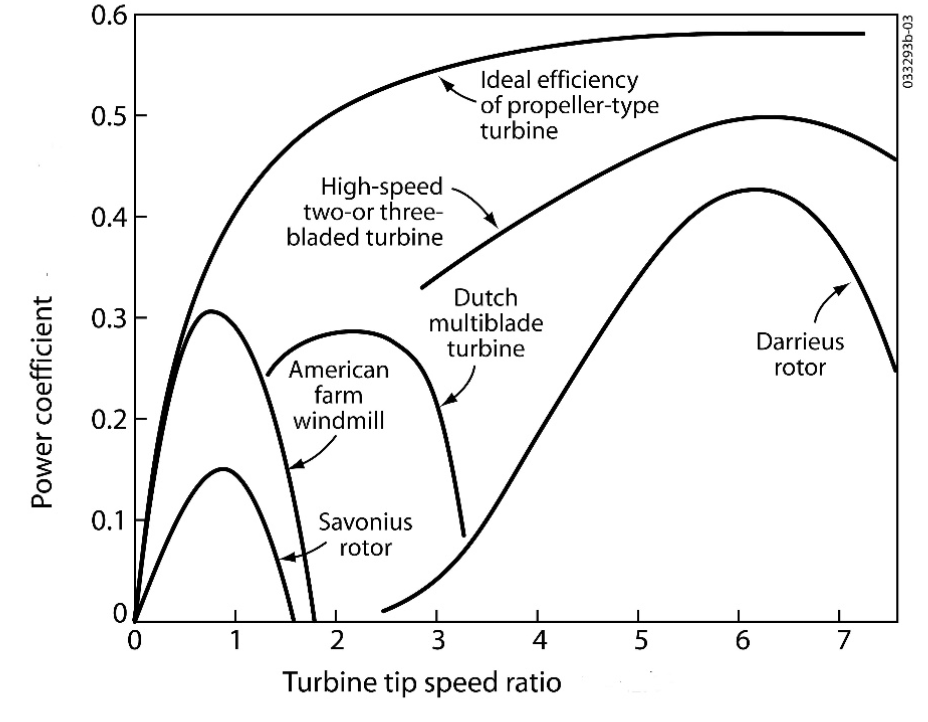 0.6
0.5
0.4
0.3
0.2
0.1
0
Power coefficient
0
1
2
3
4
5
6
7
Turbine tip speed ratio
Ideal efficiency
of propeller-type
turbine
High-speed
two-or three-
bladed turbine
Dutch
multiblade
turbine
American
farm
windmill
Savonius
rotor
Darrieus
rotor
033293b-03